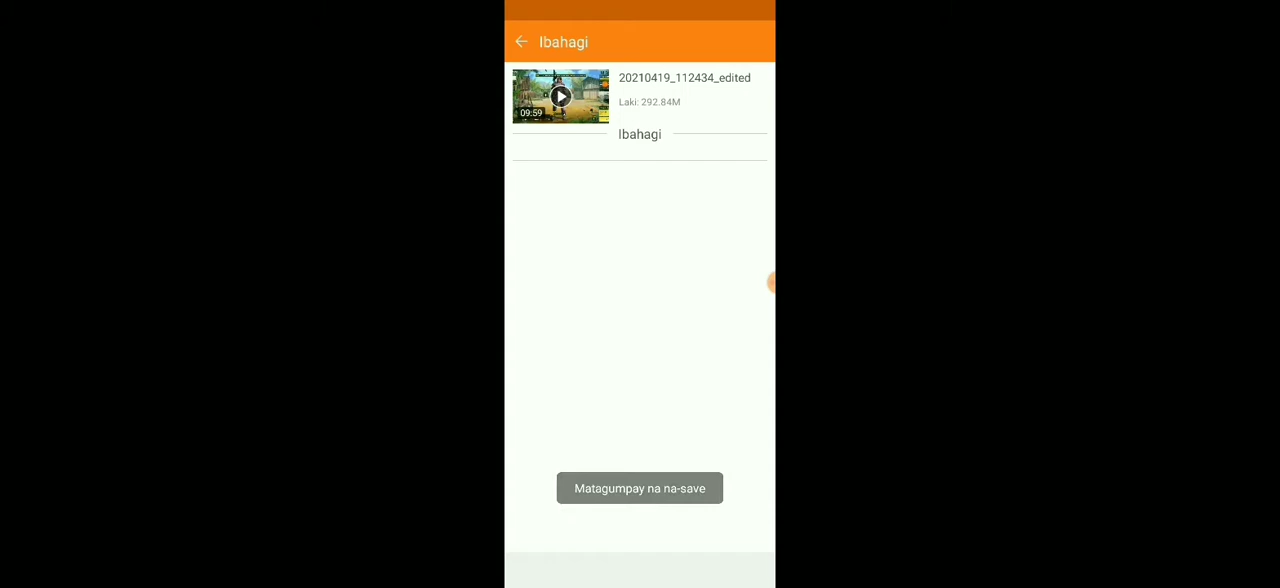 Ibahagi
20210419_112434_edited
Laki: 292.84M
09:59
Ibahagi
Matagumpay na na-save